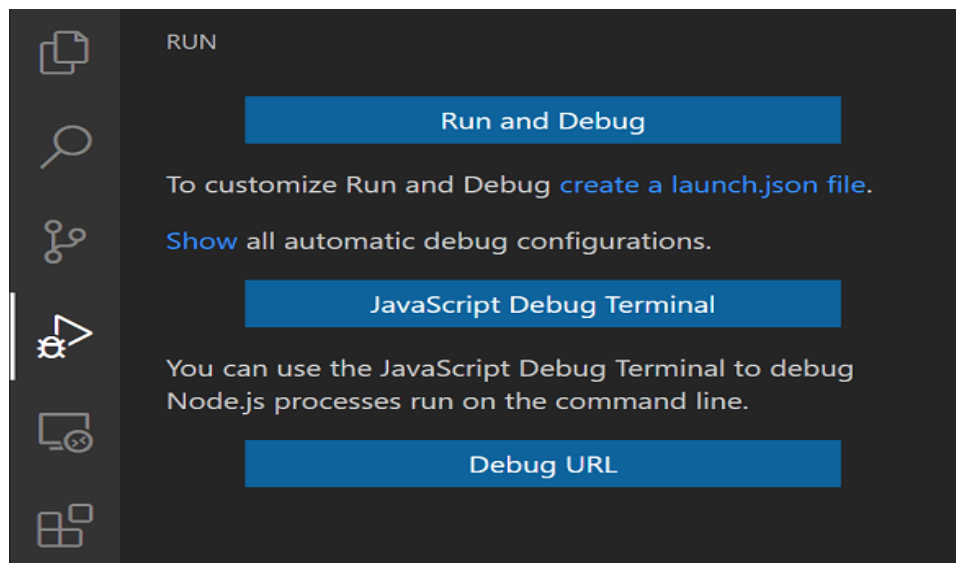 RUN
Run and Debug
To customize Run and Debug create a launch.json file.
Show all automatic debug configurations.
JavaScript Debug Terminal
You can use the JavaScript Debug Terminal to debug
Node.js processes run on the command line.
Debug URL